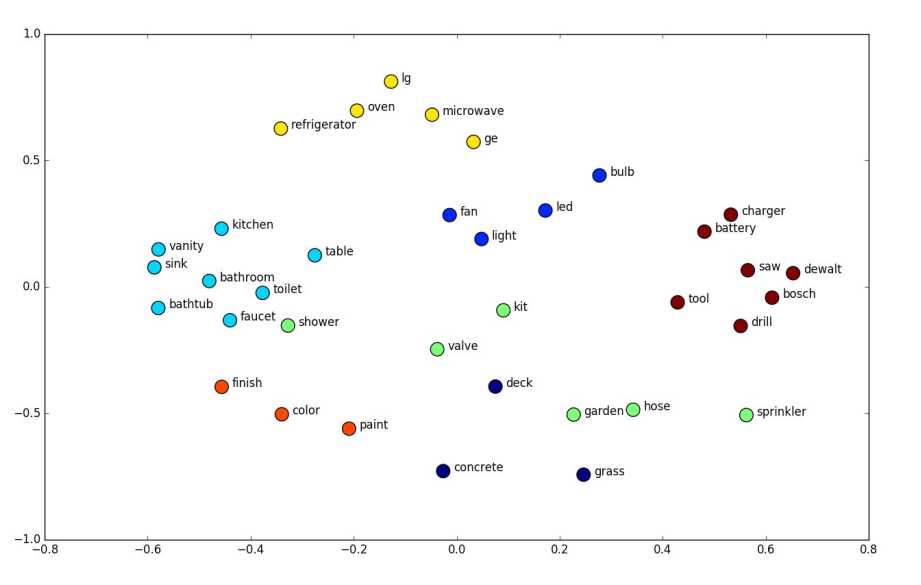 1.0
lg
oven
microwave
refrigerator
ge
0.5
bulb
led
fan
charger
kitchen
battery
light
vanity
table
sink
saw
dewalt
bathroom
0.0
toilet
bosch
tool
bathtub
kit
faucet
shower
drill
valve
finish
deck
hose
garden
color
sprinkler
−0.5
paint
concrete
grass
−1.0
−0.8
−0.6
−0.4
−0.2
0.0
0.2
0.4
0.6
0.8